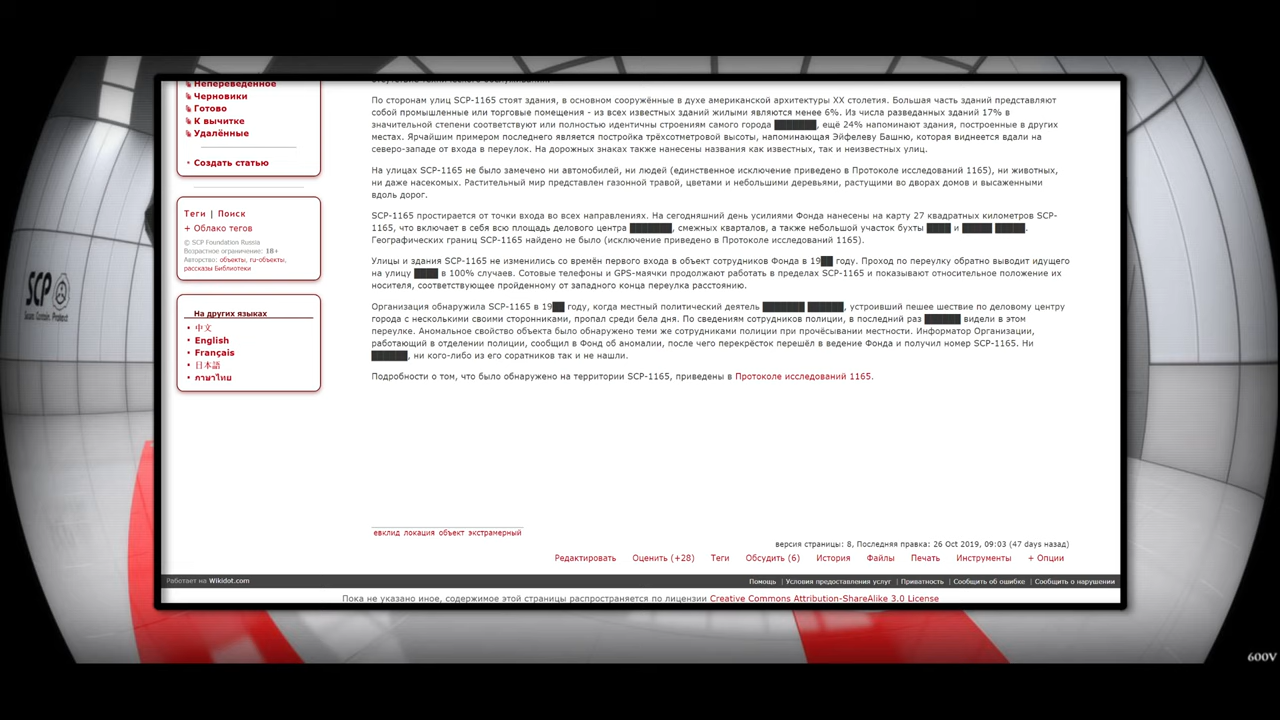 Непереведённое
Черновики
Готово
К вычитке
Удалённые
Создать статью
Теги | Поиск
+ Облако тегов
© SCP Foundation Russia
Возрастное ограничение: 18+
Авторство: объекты, ru-объекты,
рассказы Библиотеки
На других языках
中文
English
Français
日本語
ภาษาไทย
По сторонам улиц SCP-1165 стоят здания, в основном сооружённые в духе американской архитектуры XX столетия. Большая часть зданий представляют
собой промышленные или торговые помещения - из всех известных зданий жилыми являются менее 6%. Из числа разведанных зданий 17% в
значительной степени соответствуют или полностью идентичны строениям самого города ███████, ещё 24% напоминают здания, построенные в других
местах. Ярчайшим примером последнего является постройка трёхсотметровой высоты, напоминающая Эйфелеву Башню, которая виднеется вдали на
северо-западе от входа в переулок. На дорожных знаках также нанесены названия как известных, так и неизвестных улиц.
На улицах SCP-1165 не было замечено ни автомобилей, ни людей (единственное исключение приведено в Протоколе исследований 1165), ни животных,
ни даже насекомых. Растительный мир представлен газонной травой, цветами и небольшими деревьями, растущими во дворах домов и высаженными
вдоль дорог.
SCP-1165 простирается от точки входа во всех направлениях. На сегодняшний день усилиями Фонда нанесены на карту 27 квадратных километров SCP-
1165, что включает в себя всю площадь делового центра ███████, смежных кварталов, а также небольшой участок бухты ████ и █████ █████.
Географических границ SCP-1165 найдено не было (исключение приведено в Протоколе исследований 1165).
Улицы и здания SCP-1165 не изменились со времён первого входа в объект сотрудников Фонда в 19██ году. Проход по переулку обратно выводит идущего
на улицу ████ в 100% случаев. Сотовые телефоны и GPS-маячки продолжают работать в пределах SCP-1165 и показывают относительное положение их
носителя, соответствующее пройденному от западного конца переулка расстоянию.
Организация обнаружила SCP-1165 в 19██ году, когда местный политический деятель ███████ ██████, устроивший пешее шествие по деловому центру
города с несколькими своими сторонниками, пропал среди бела дня. По сведениям сотрудников полиции, в последний раз ██████ видели в этом
переулке. Аномальное свойство объекта было обнаружено теми же сотрудниками полиции при прочёсывании местности. Информатор Организации,
работающий в отделении полиции, сообщил в Фонд об аномалии, после чего перекрёсток перешёл в ведение Фонда и получил номер SCP-1165. Ни
██████, ни кого-либо из его соратников так и не нашли.
Подробности о том, что было обнаружено на территории SCP-1165, приведены в Протоколе исследований 1165.
евклид локация объект экстрамерный
версия страницы: 8, Последняя правка: 26 Oct 2019, 09:03 (47 days назад)
Редактировать Оценить (+28) Теги Обсудить (6) История Файлы Печать Инструменты + Опции
Работает на Wikidot.com
Помощь | Условия предоставления услуг | Приватность | Сообщить об ошибке | Сообщить о нарушении
Пока не указано иное, содержимое этой страницы распространяется по лицензии Creative Commons Attribution-ShareAlike 3.0 License
SCP
Secure. Contain. Protect.
600V